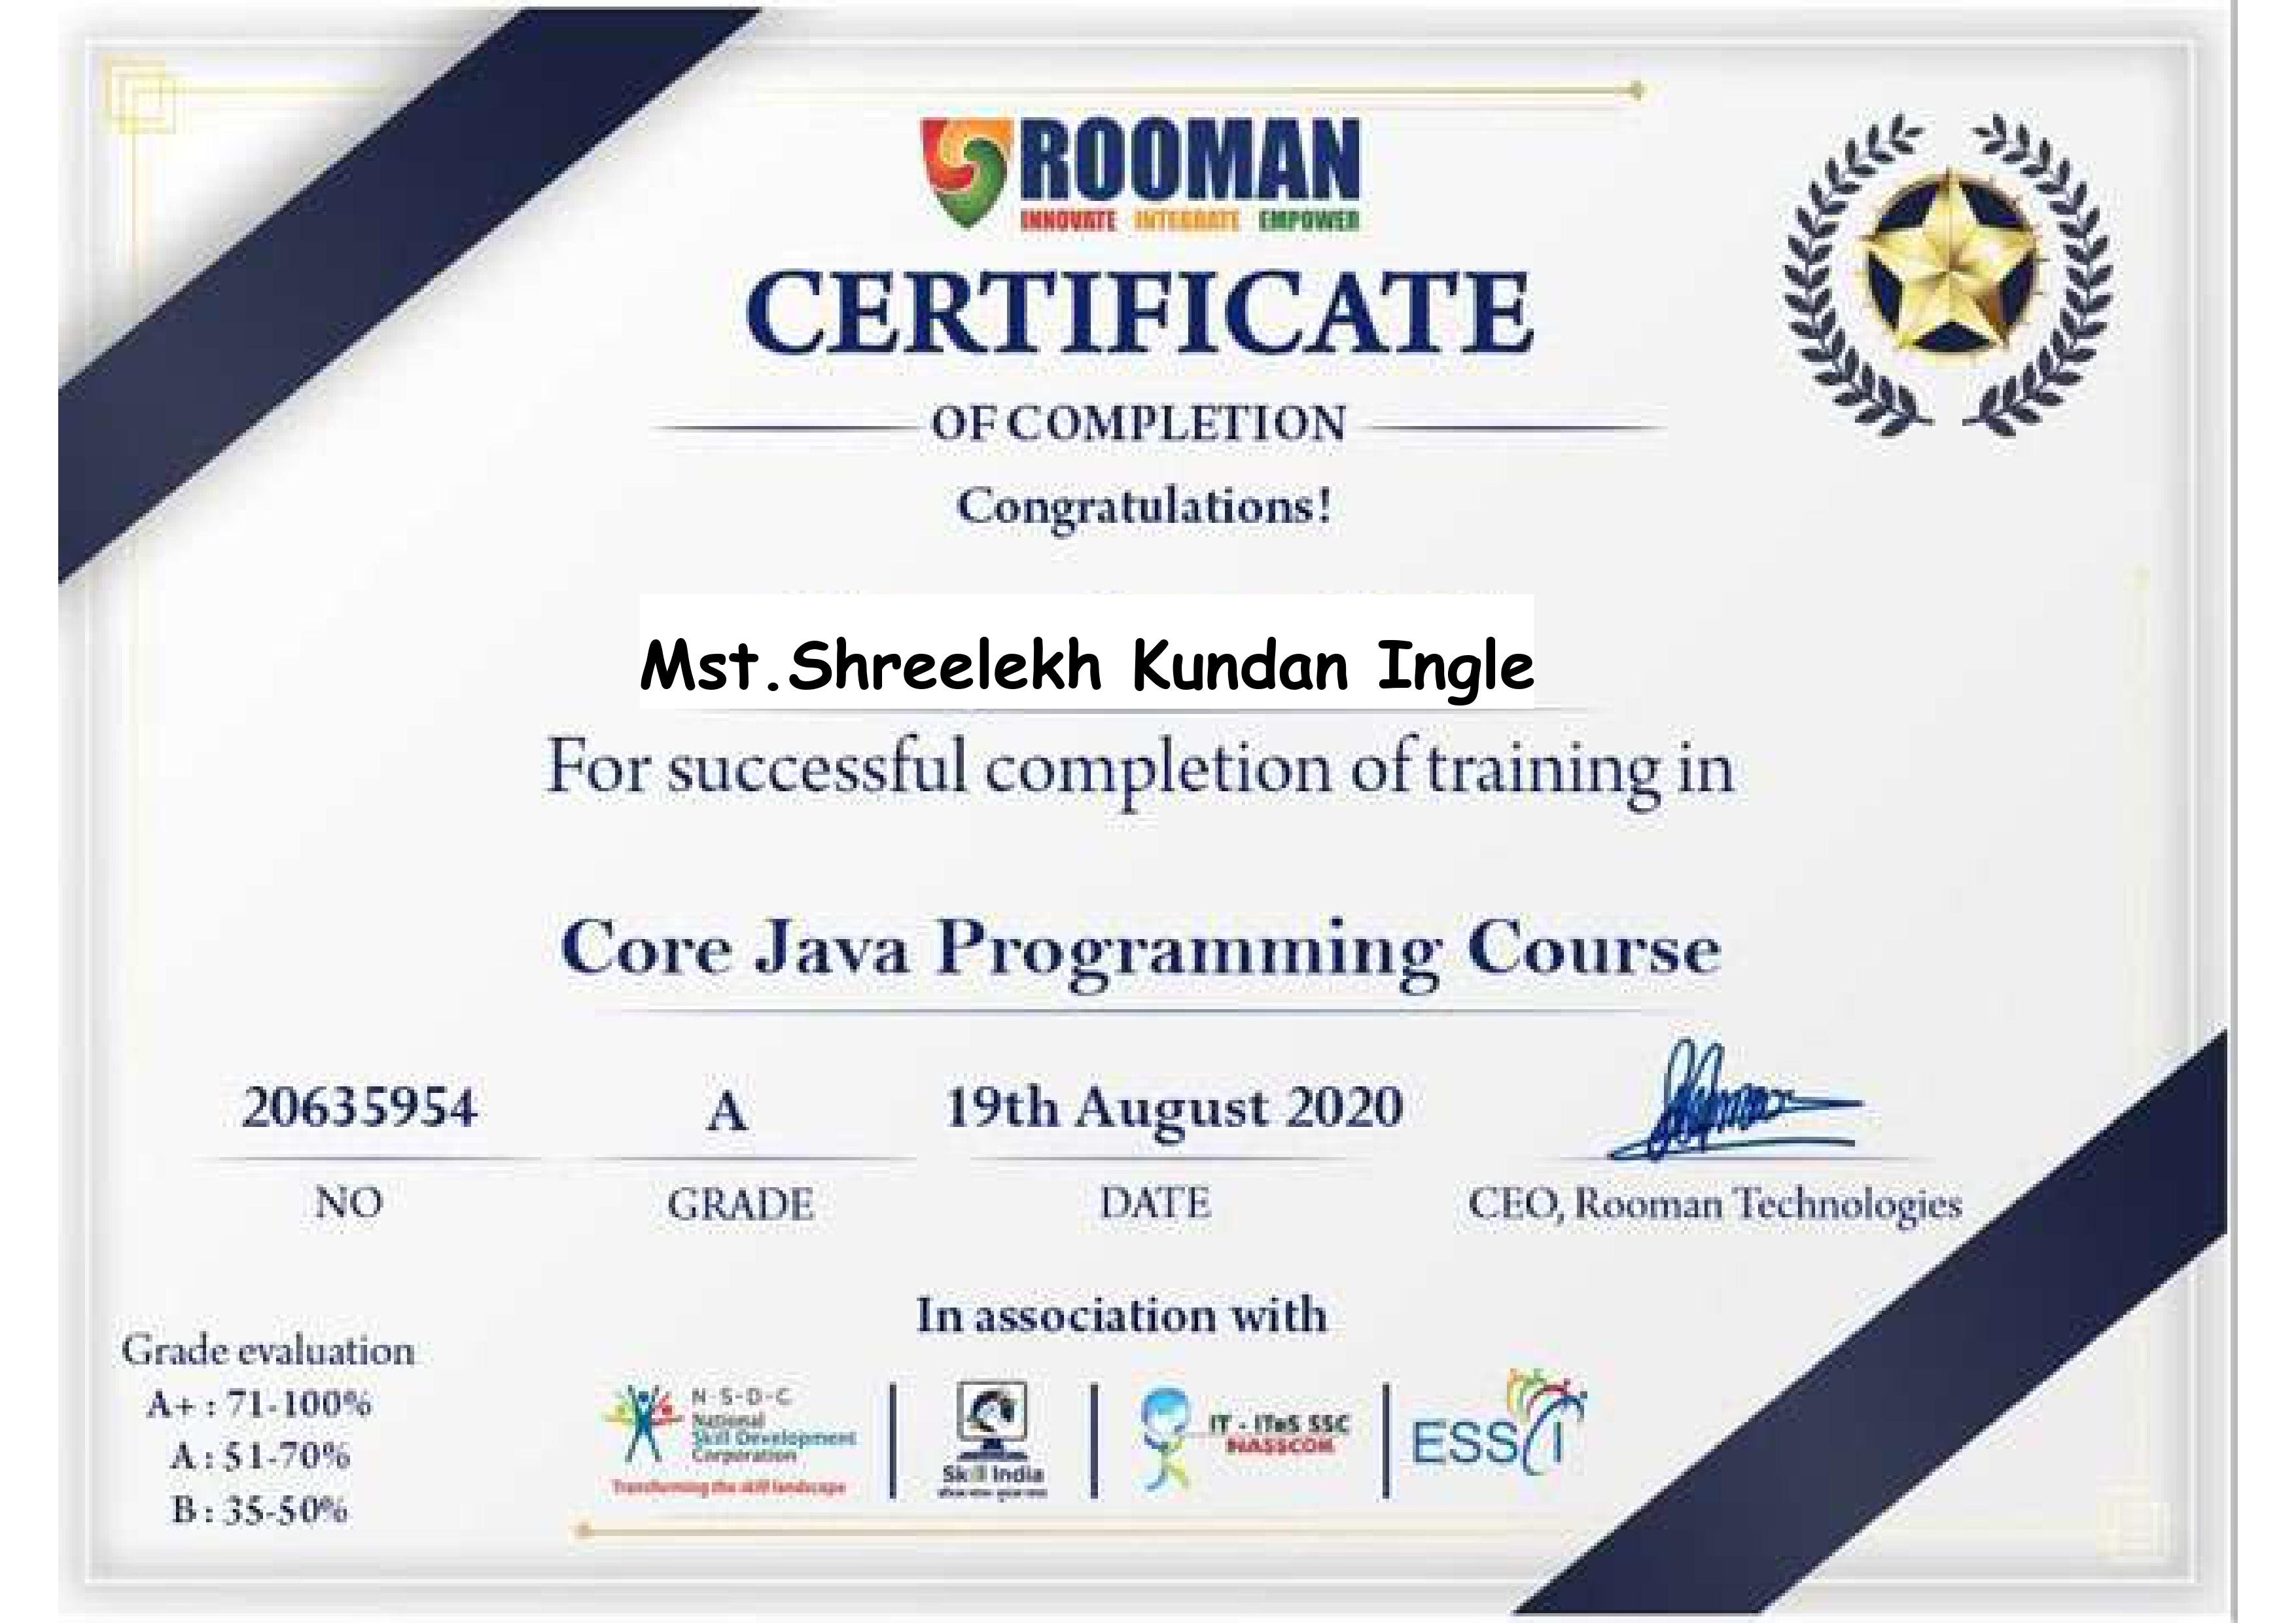 ROOMAN
INNOVATE INTEGRATE EMPOWER
CERTIFICATE
OF COMPLETION
Congratulations!
Mst.Shreelekh Kundan Ingle
For successful completion of training in
Core Java Programming Course
20635954 A 19th August 2020
NO GRADE DATE CEO, Rooman Technologies
In association with
Grade evaluation
A+ : 71-100%
A : 51-70%
B : 35-50%
N-S-D-C
National
Skill Development
Corporation
Transforming the skill landscape
Skill India
IT - ITeS SSC
NASSCOM
ESSCI